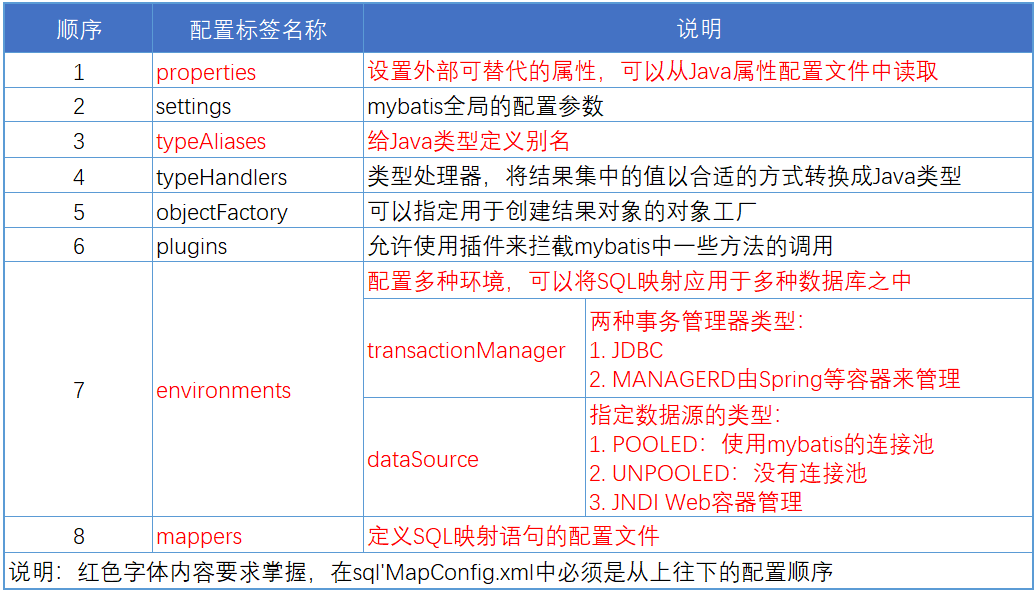 顺序 配置标签名称 说明
1 properties 设置外部可替代的属性，可以从Java属性配置文件中读取
2 settings mybatis全局的配置参数
3 typeAliases 给Java类型定义别名
4 typeHandlers 类型处理器，将结果集中的值以合适的方式转换成Java类型
5 objectFactory 可以指定用于创建结果对象的对象工厂
6 plugins 允许使用插件来拦截mybatis中一些方法的调用
7 environments 配置多种环境，可以将SQL映射应用于多种数据库之中
transactionManager 两种事务管理器类型：
1. JDBC
2. MANAGERD由Spring等容器来管理
dataSource 指定数据源的类型：
1. POOLED：使用mybatis的连接池
2. UNPOOLED：没有连接池
3. JNDI Web容器管理
8 mappers 定义SQL映射语句的配置文件
说明：红色字体内容要求掌握，在sql'MapConfig.xml中必须是从上往下的配置顺序